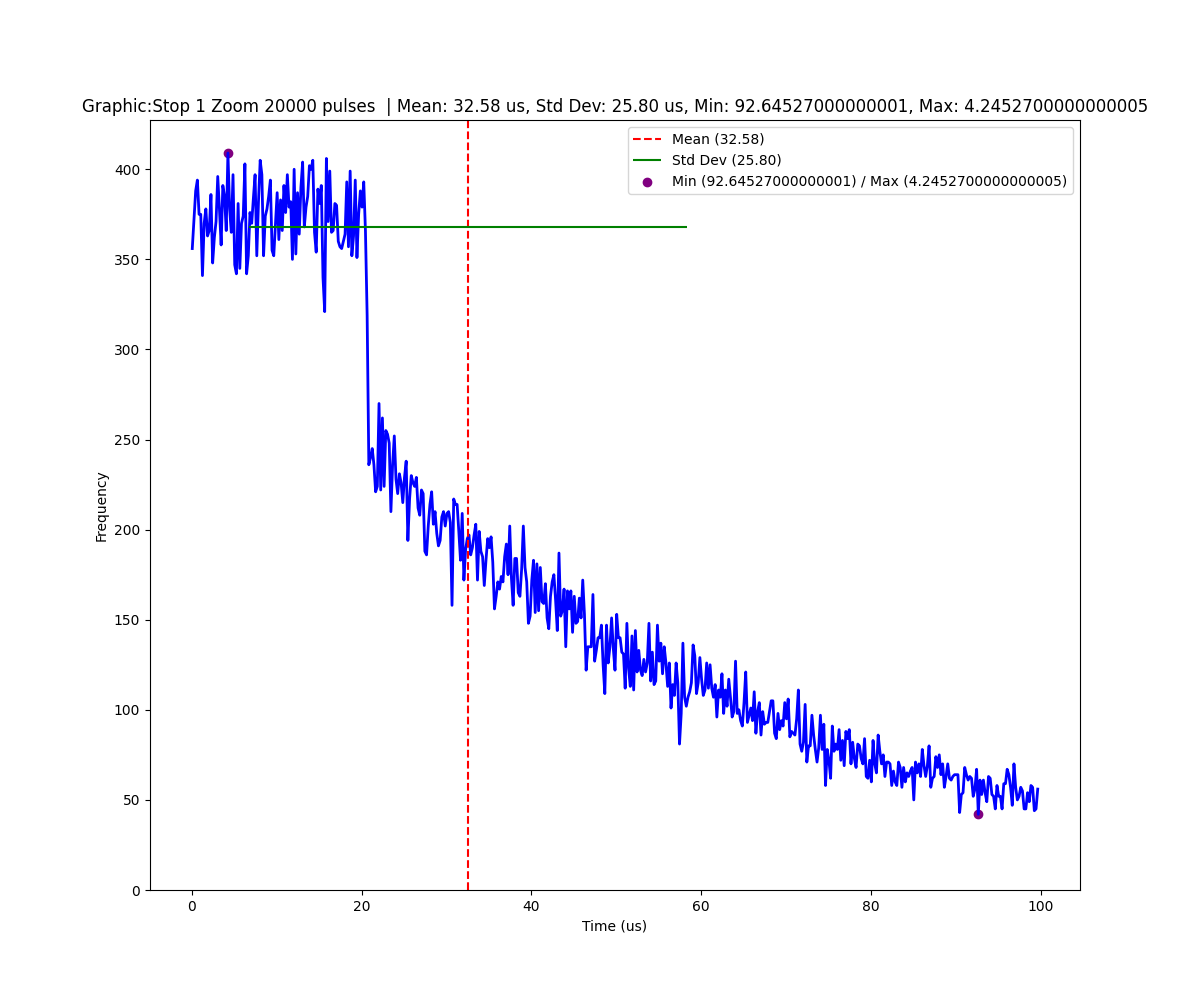 Graphic:Stop 1 Zoom 20000 pulses  | Mean: 32.58 us, Std Dev: 25.80 us, Min: 92.64527000000001, Max: 4.2452700000000005
Mean (32.58)
Std Dev (25.80)
Min (92.64527000000001) / Max (4.2452700000000005)
400
350
300
250
200
150
100
50
0
Frequency
0 20 40 60 80 100
Time (us)